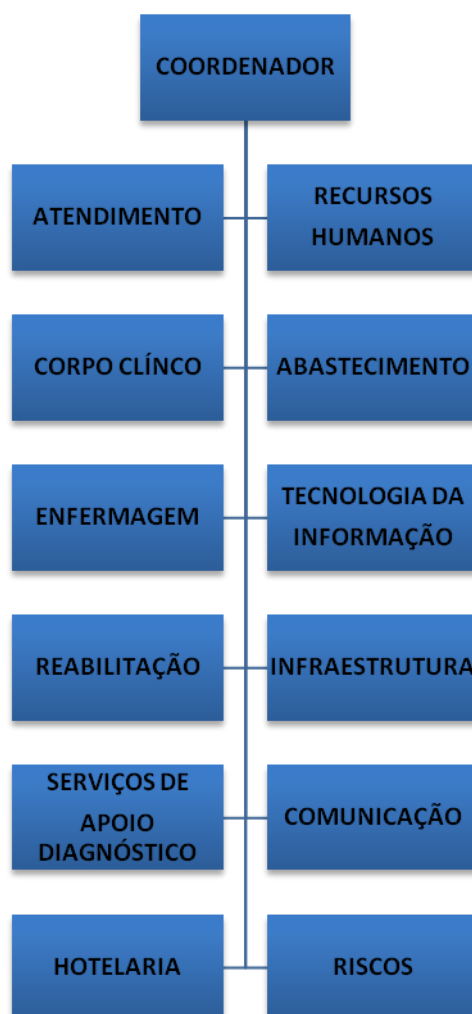 COORDENADOR
ATENDIMENTO
RECURSOS
HUMANOS
CORPO CLÍNCO
ABASTECIMENTO
ENFERMAGEM
TECNOLOGIA DA
INFORMAÇÃO
REABILITAÇÃO
INFRAESTRUTURA
SERVIÇOS DE
APOIO
DIAGNÓSTICO
COMUNICAÇÃO
HOTELARIA
RISCOS